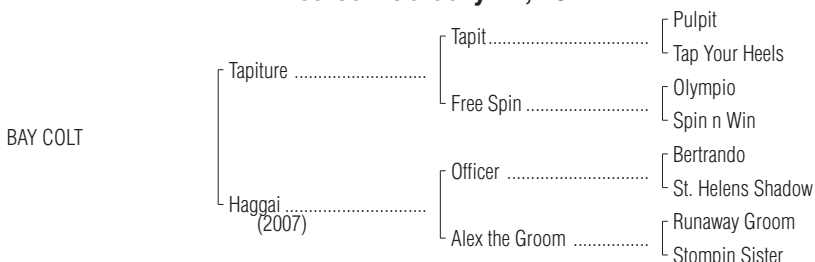 Pulpit
Tapit
Tap Your Heels
Tapiture
Olympio
Free Spin
Spin n Win
BAY COLT
Bertrando
Officer
St. Helens Shadow
Haggai
(2007)
Runaway Groom
Alex the Groom
Stompin Sister